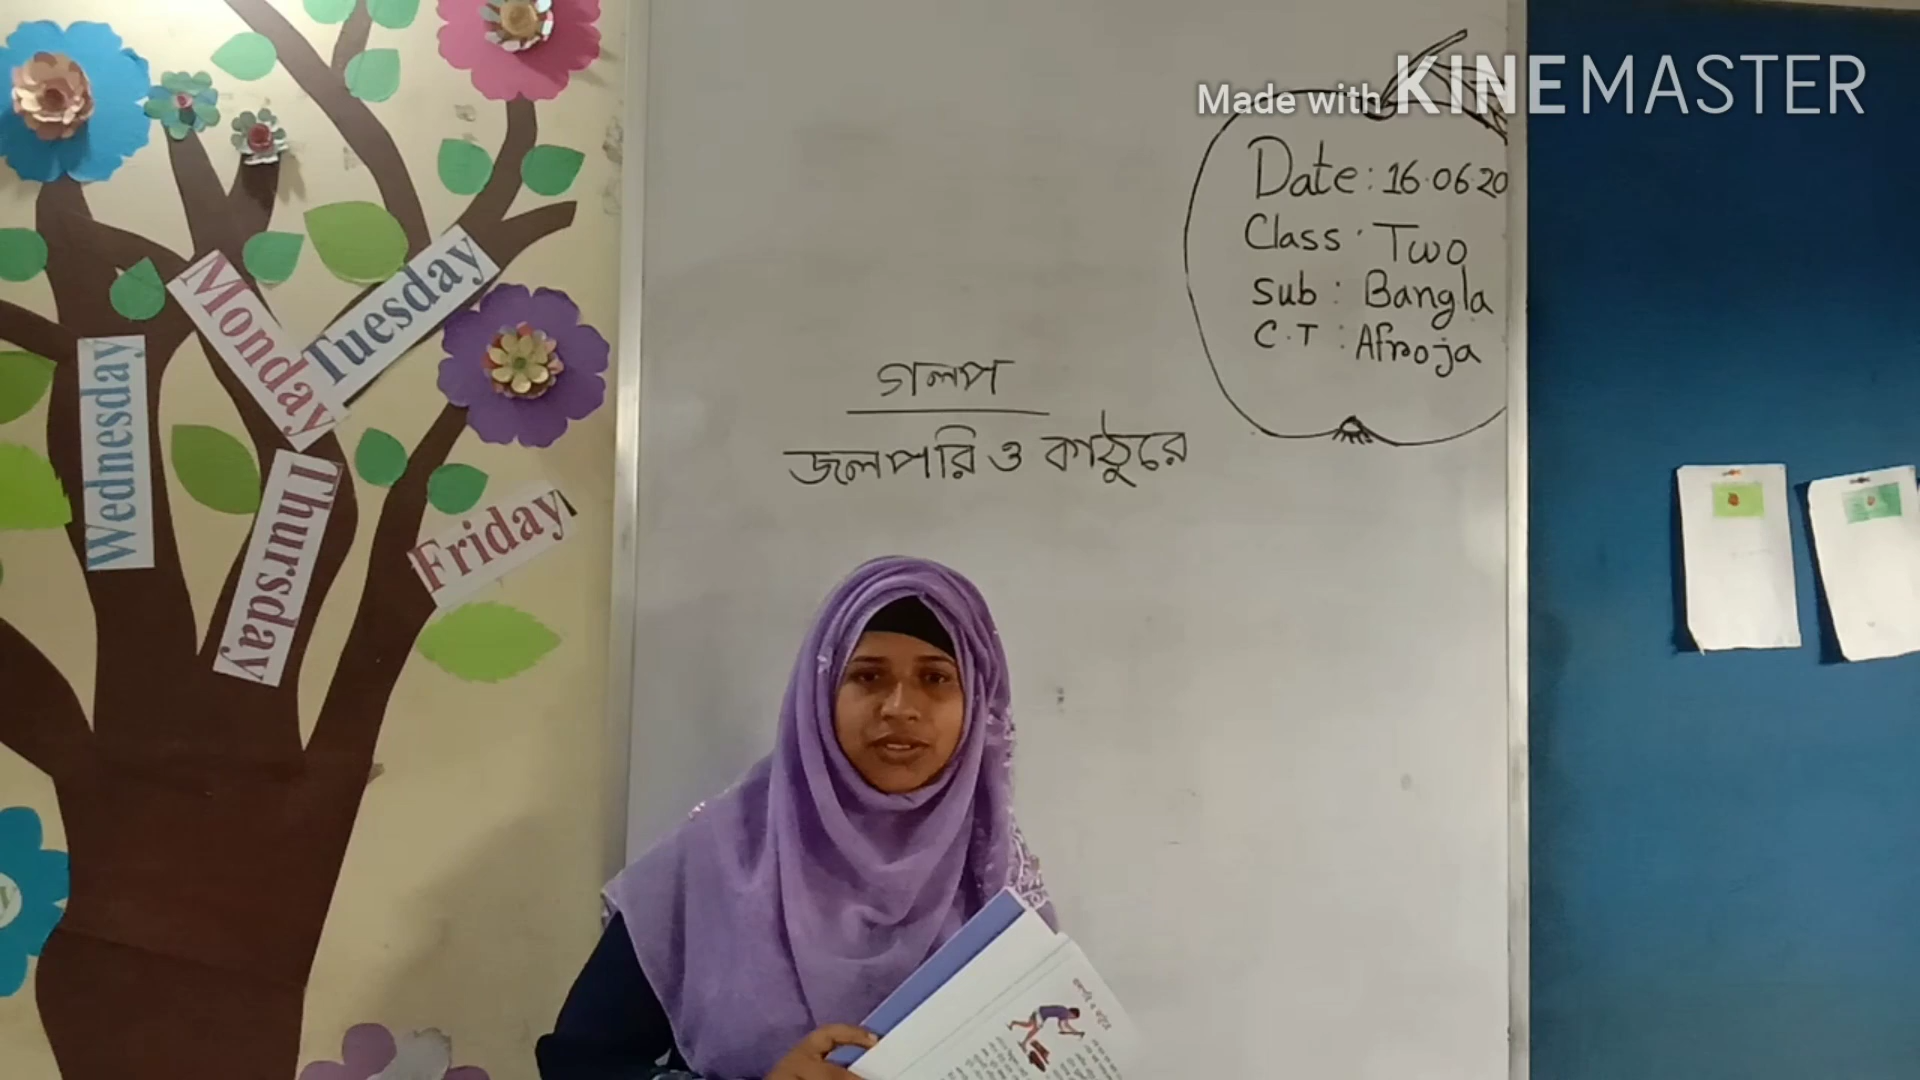 Made with KINEMASTER
Date: 16.06.20
Class: Two
Sub: Bangla
C.T: Afroja
গল্প
জলপরি ও কাঠুরে
Monday
Tuesday
Wednesday
Thursday
Friday